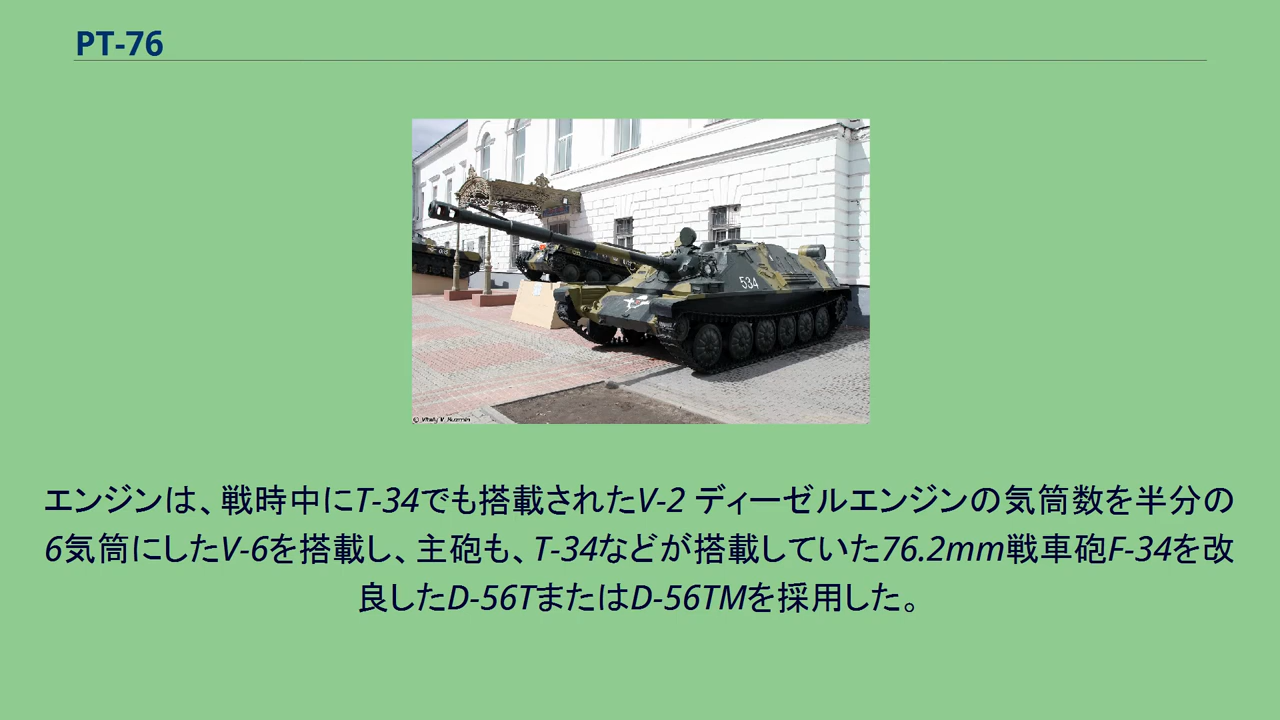 PT-76
534
© Vitaly V. Kuzmin
エンジンは、戦時中にT-34でも搭載されたV-2 ディーゼルエンジンの気筒数を半分の
6気筒にしたV-6を搭載し、主砲も、T-34などが搭載していた76.2mm戦車砲F-34を改
良したD-56TまたはD-56TMを採用した。